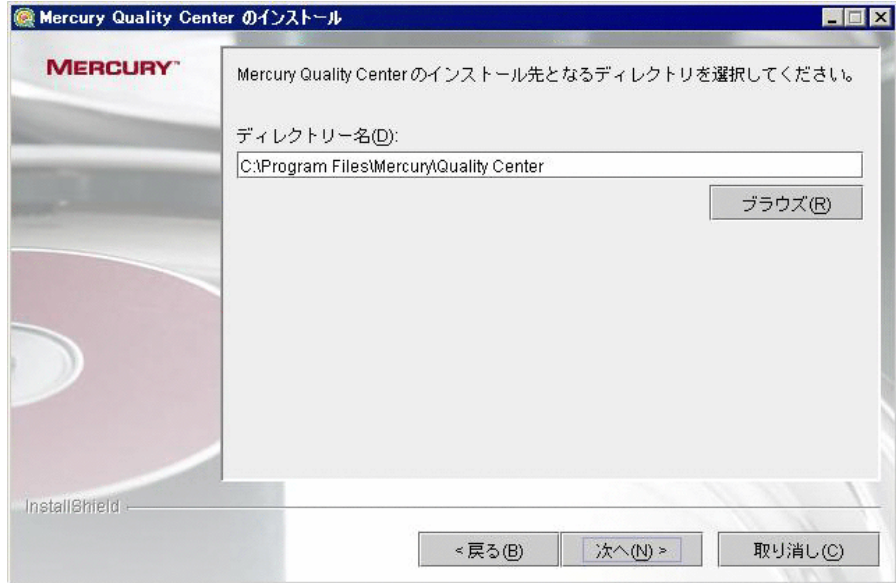 Mercury Quality Center のインストール
MERCURY™
Mercury Quality Center のインストール先となるディレクトリを選択してください。
ディレクトリー名(D):
C:\Program Files\Mercury\Quality Center
ブラウズ(R)
InstallShield
<戻る(B)
次へ(N) >
取り消し(C)